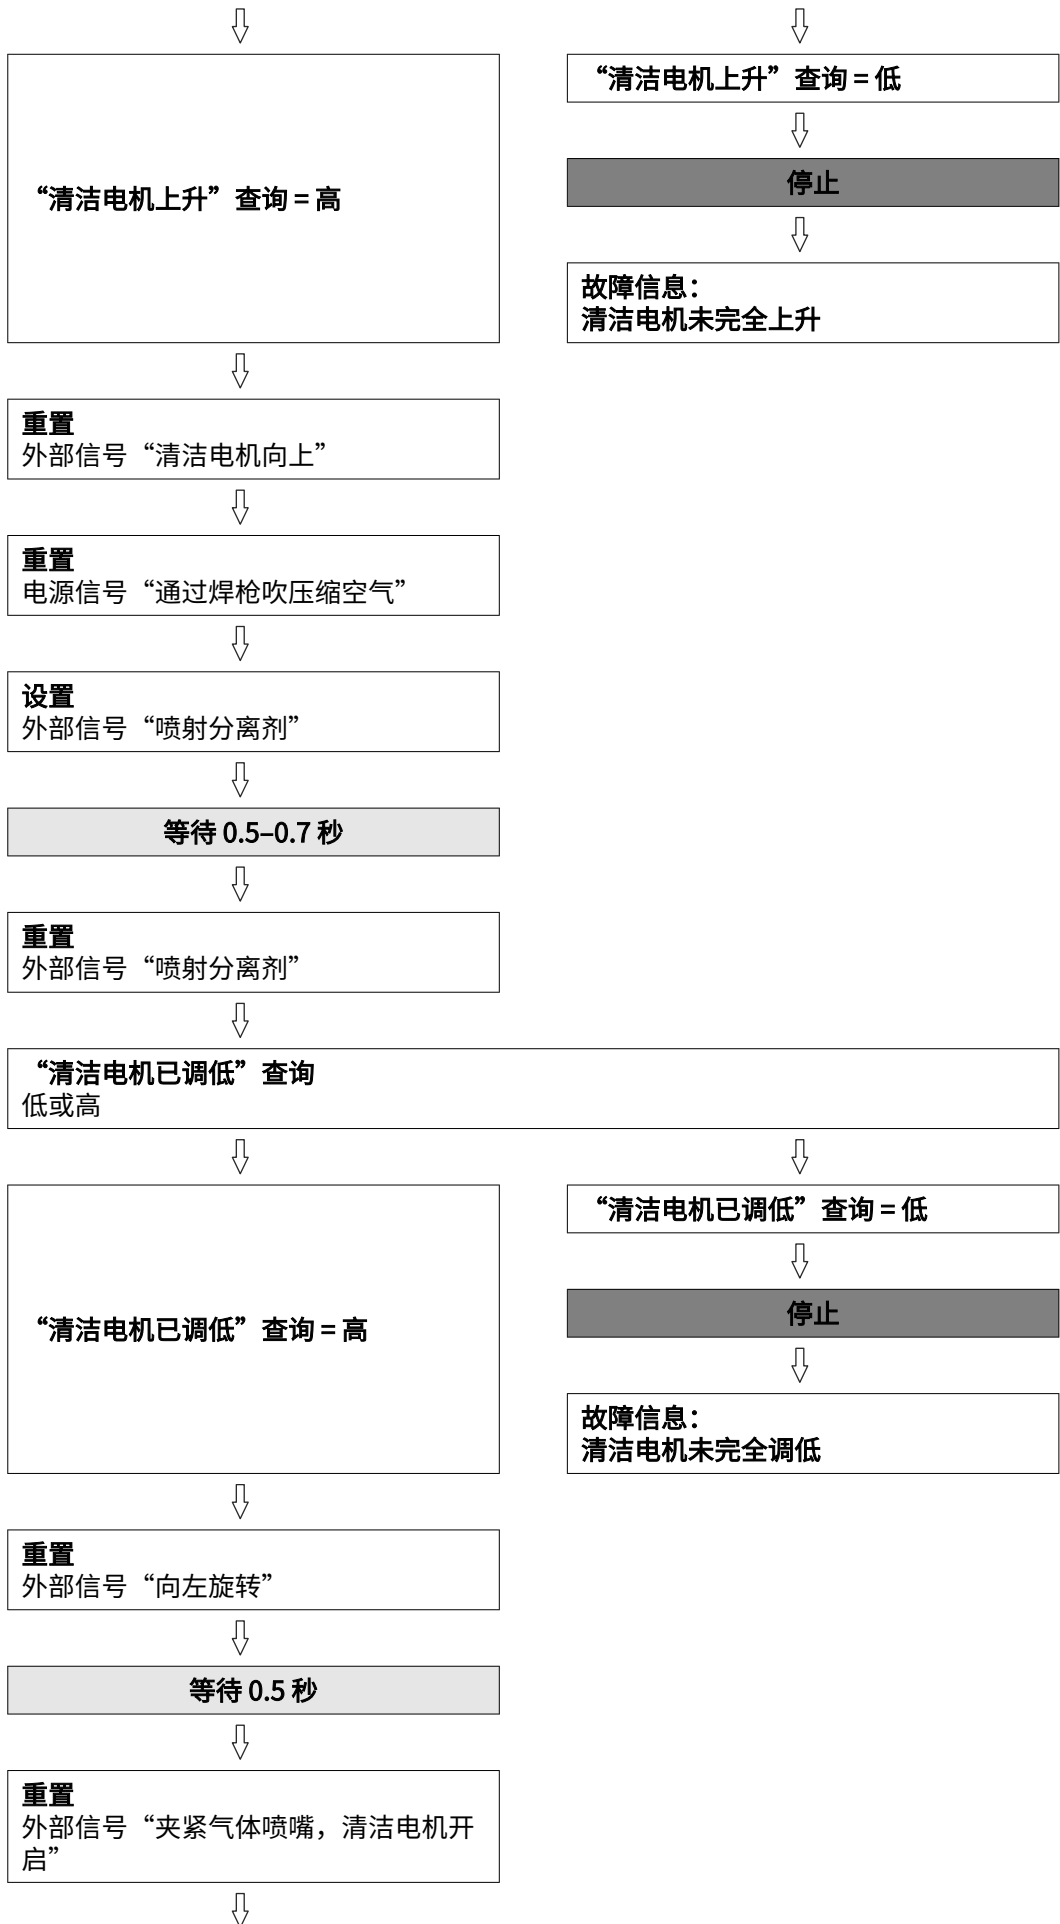 “清洁电机上升”查询 = 高
“清洁电机上升”查询 = 低
停止
故障信息：
清洁电机未完全上升
重置
外部信号“清洁电机向上”
重置
电源信号“通过焊枪吹压缩空气”
设置
外部信号“喷射分离剂”
等待 0.5–0.7 秒
重置
外部信号“喷射分离剂”
“清洁电机已调低”查询
低或高
“清洁电机已调低”查询 = 高
“清洁电机已调低”查询 = 低
停止
故障信息：
清洁电机未完全调低
重置
外部信号“向左旋转”
等待 0.5 秒
重置
外部信号“夹紧气体喷嘴，清洁电机开
启”